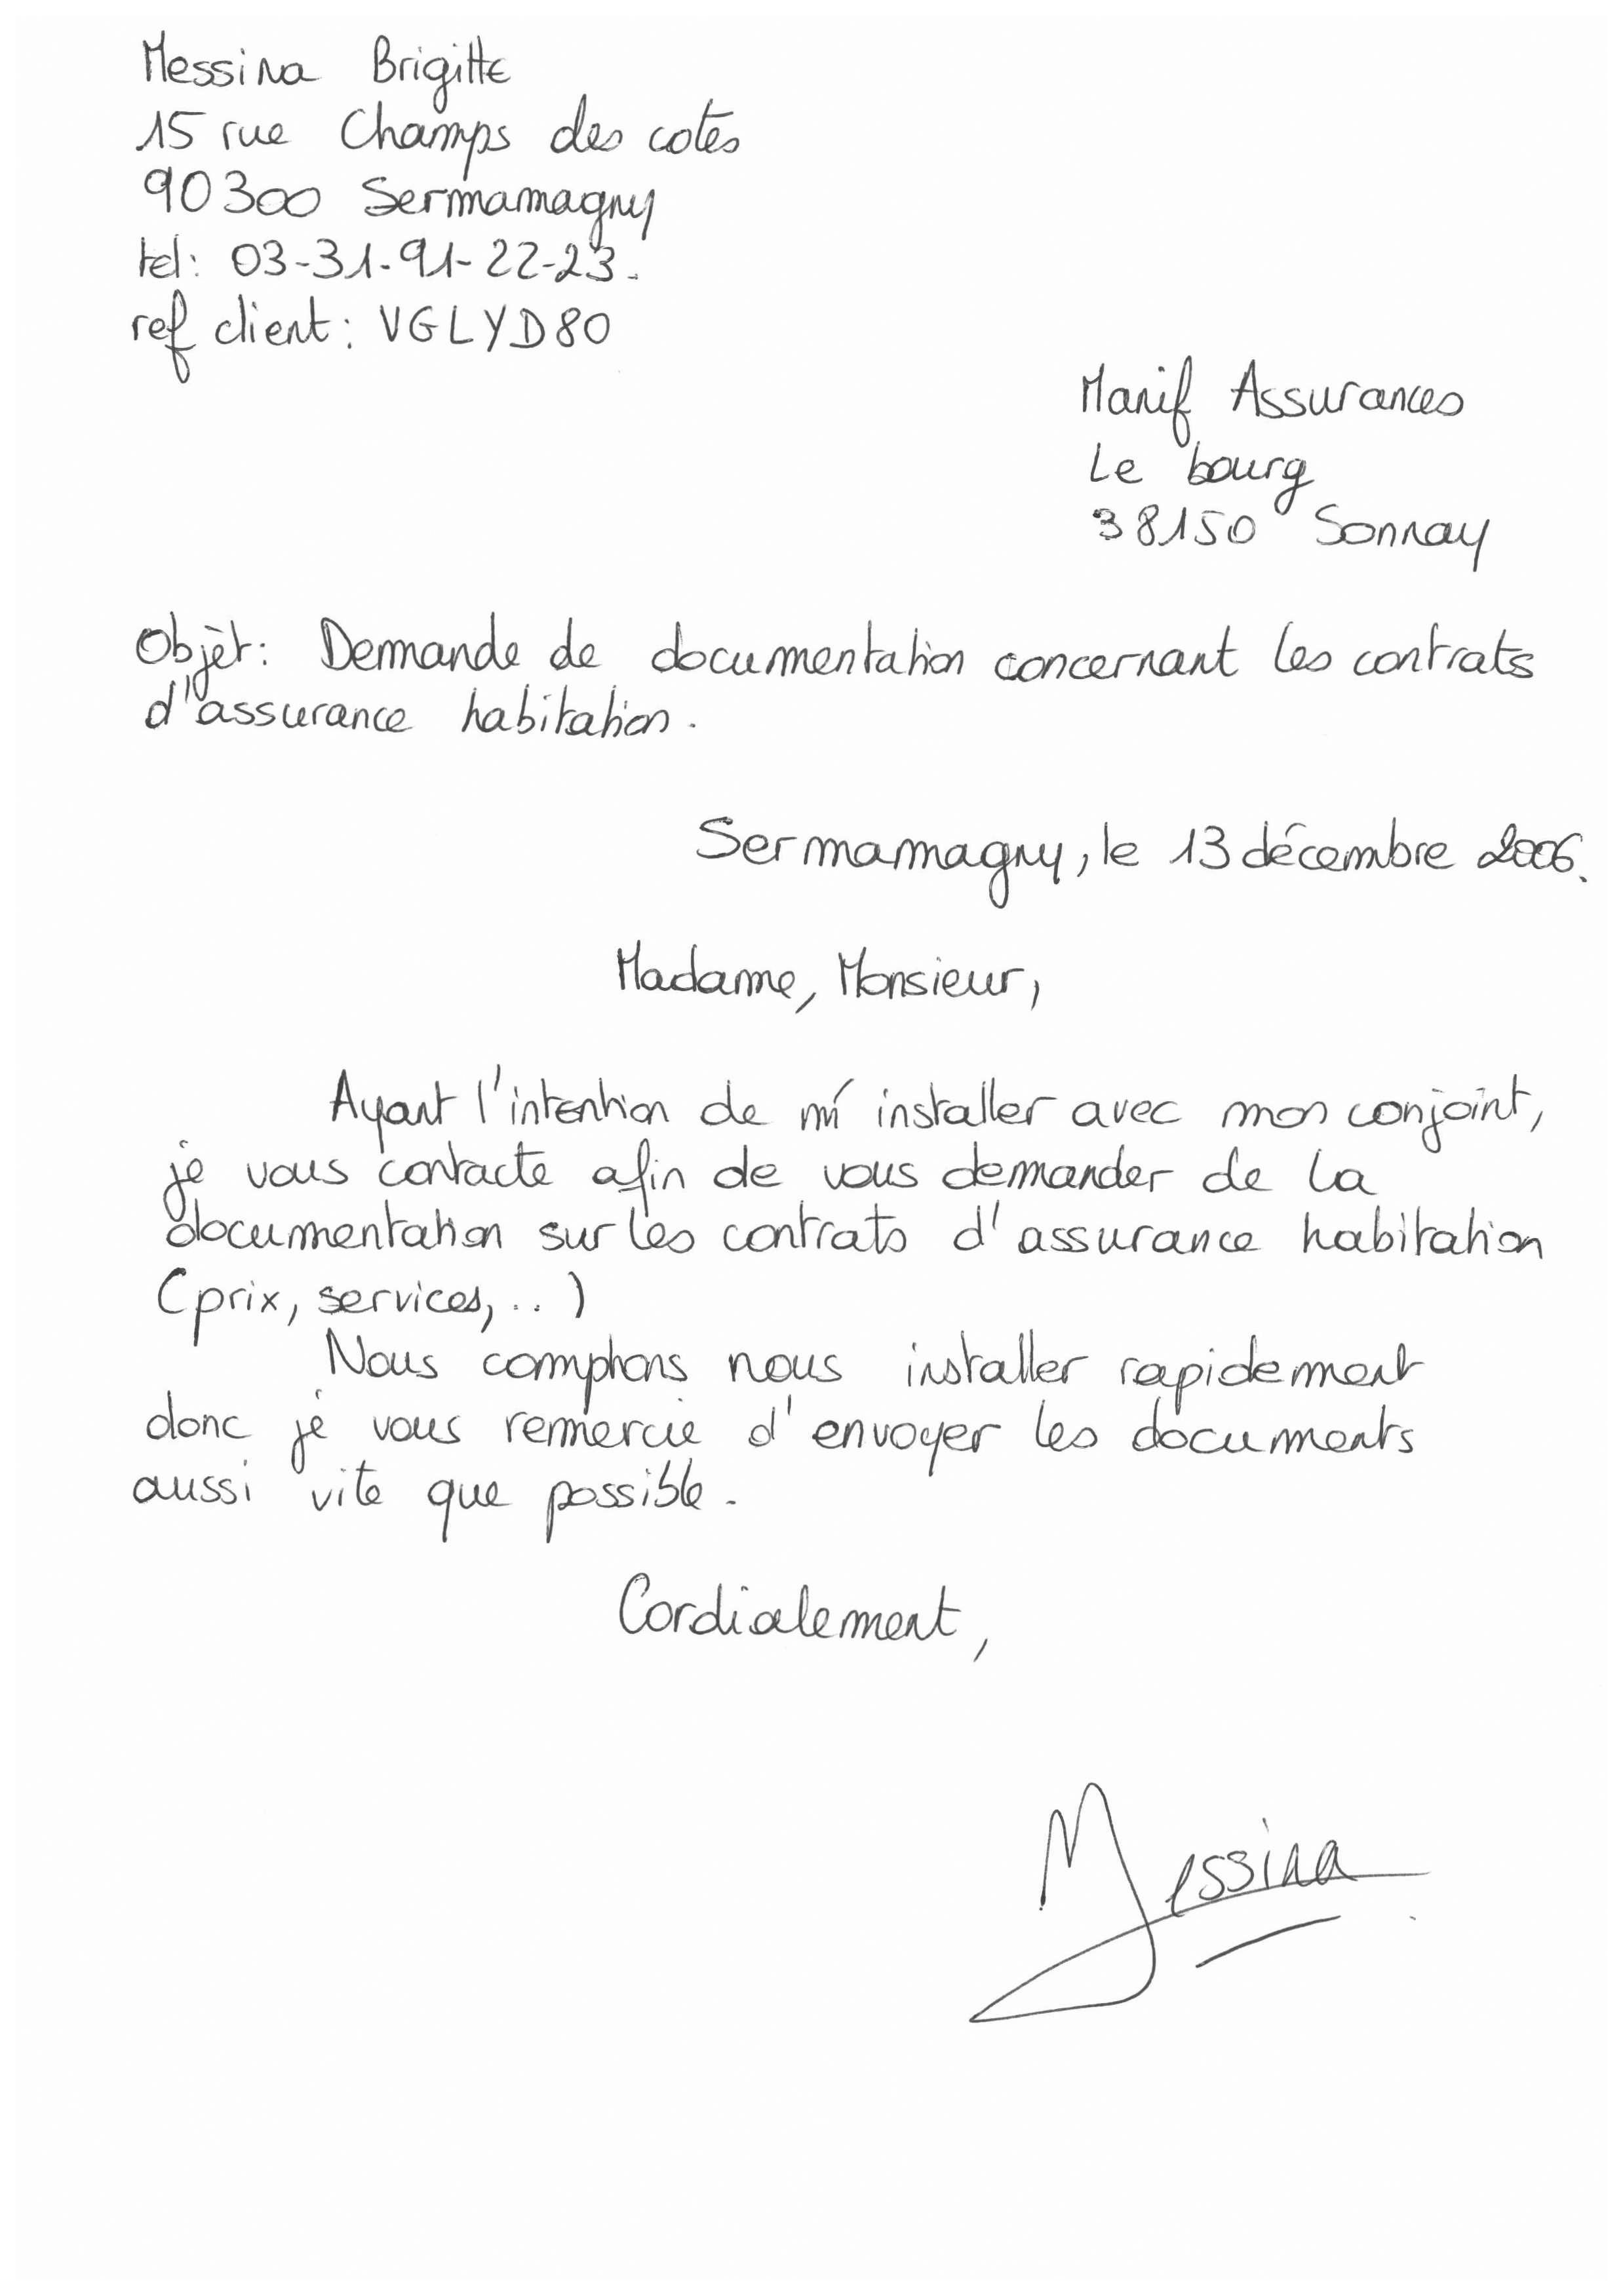 Messina Brigitte
15 rue Champs des cotes
90300 Sermamagny
tel: 03-31-91-22-23.
ref client: VGLYD80
Manif Assurances
Le bourg
38150 Sonnay
Objèt: Demande de documentation concernant les contrats
d'assurance habitation.
Sermamagny, le 13 décembre 2006.
Madame, Monsieur,
Ayant l'intention de m'installer avec mon conjoint,
je vous contacte afin de vous demander de la
documentation sur les contrats d'assurance habitation
(prix, services,...)
Nous comptons nous installer rapidement
donc je vous remercie d'envoyer les documents
aussi vite que possible.
Cordialement,
Messina